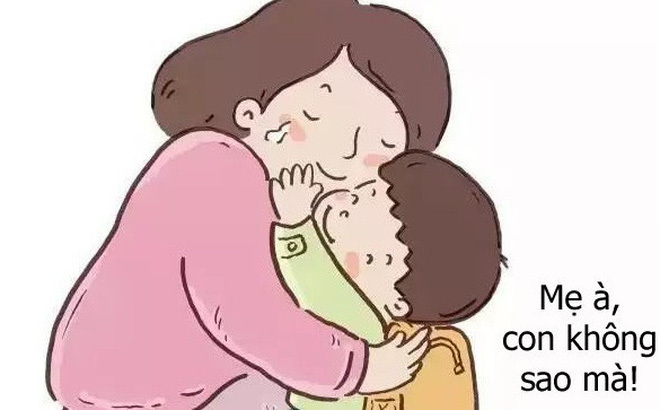 Mẹ à,
con không
sao mà!